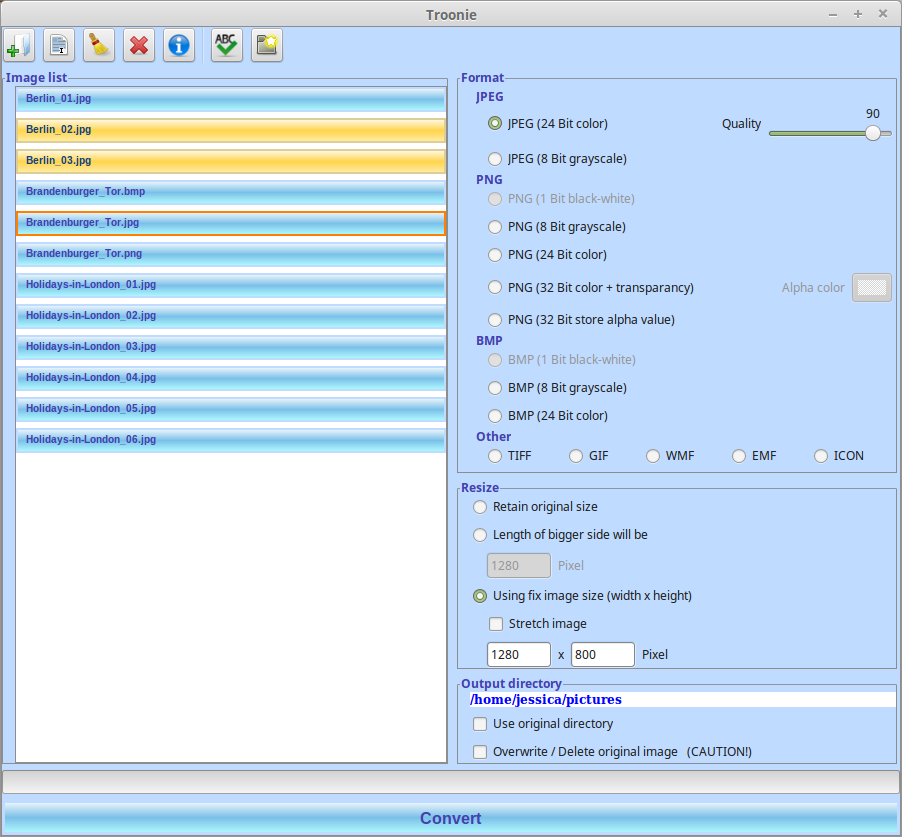 Troonie
ABC
Image list
Berlin_01.jpg
Berlin_02.jpg
Berlin_03.jpg
Brandenburger_Tor.bmp
Brandenburger_Tor.jpg
Brandenburger_Tor.png
Holidays-in-London_01.jpg
Holidays-in-London_02.jpg
Holidays-in-London_03.jpg
Holidays-in-London_04.jpg
Holidays-in-London_05.jpg
Holidays-in-London_06.jpg
Format
JPEG
JPEG (24 Bit color) Quality 90
JPEG (8 Bit grayscale)
PNG
PNG (1 Bit black-white)
PNG (8 Bit grayscale)
PNG (24 Bit color)
PNG (32 Bit color + transparancy) Alpha color
PNG (32 Bit store alpha value)
BMP
BMP (1 Bit black-white)
BMP (8 Bit grayscale)
BMP (24 Bit color)
Other
TIFF GIF WMF EMF ICON
Resize
Retain original size
Length of bigger side will be
1280 Pixel
Using fix image size (width x height)
Stretch image
1280 x 800 Pixel
Output directory
/home/jessica/pictures
Use original directory
Overwrite / Delete original image (CAUTION!)
Convert